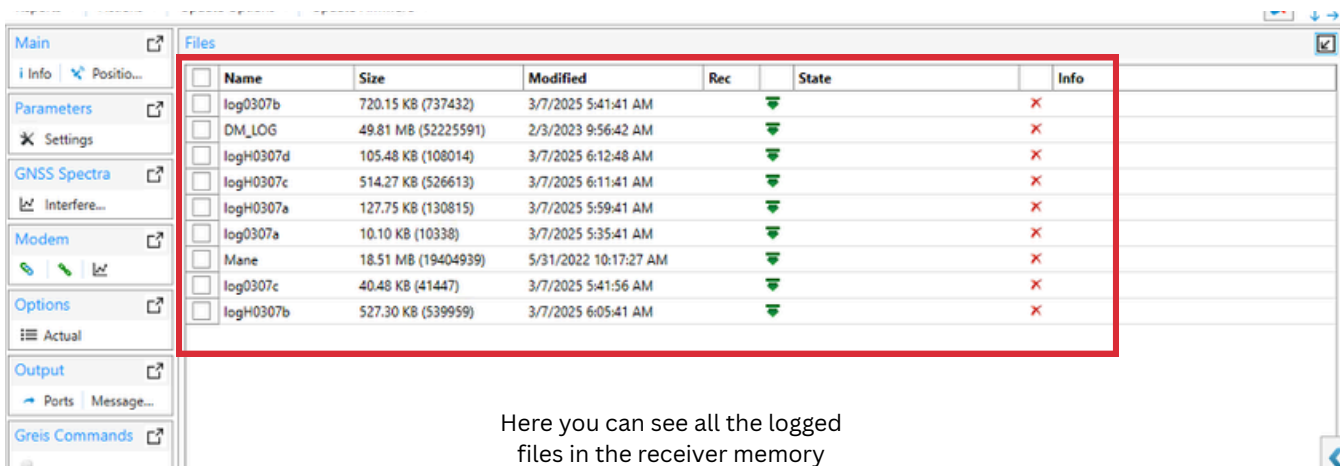 Main
Files
i Info Positio...
Name Size Modified Rec State Info
log0307b 720.15 KB (737432) 3/7/2025 5:41:41 AM
Parameters
DM_LOG 49.81 MB (52225591) 2/3/2023 9:56:42 AM
Settings
logH0307d 105.48 KB (108014) 3/7/2025 6:12:48 AM
GNSS Spectra
logH0307c 514.27 KB (526613) 3/7/2025 6:11:41 AM
Interfere...
logH0307a 127.75 KB (130815) 3/7/2025 5:59:41 AM
log0307a 10.10 KB (10338) 3/7/2025 5:35:41 AM
Modem
Mane 18.51 MB (19404939) 5/31/2022 10:17:27 AM
log0307c 40.48 KB (41447) 3/7/2025 5:41:56 AM
Options
logH0307b 527.30 KB (539959) 3/7/2025 6:05:41 AM
Actual
Output
Ports Message...
Greis Commands
Here you can see all the logged
files in the receiver memory